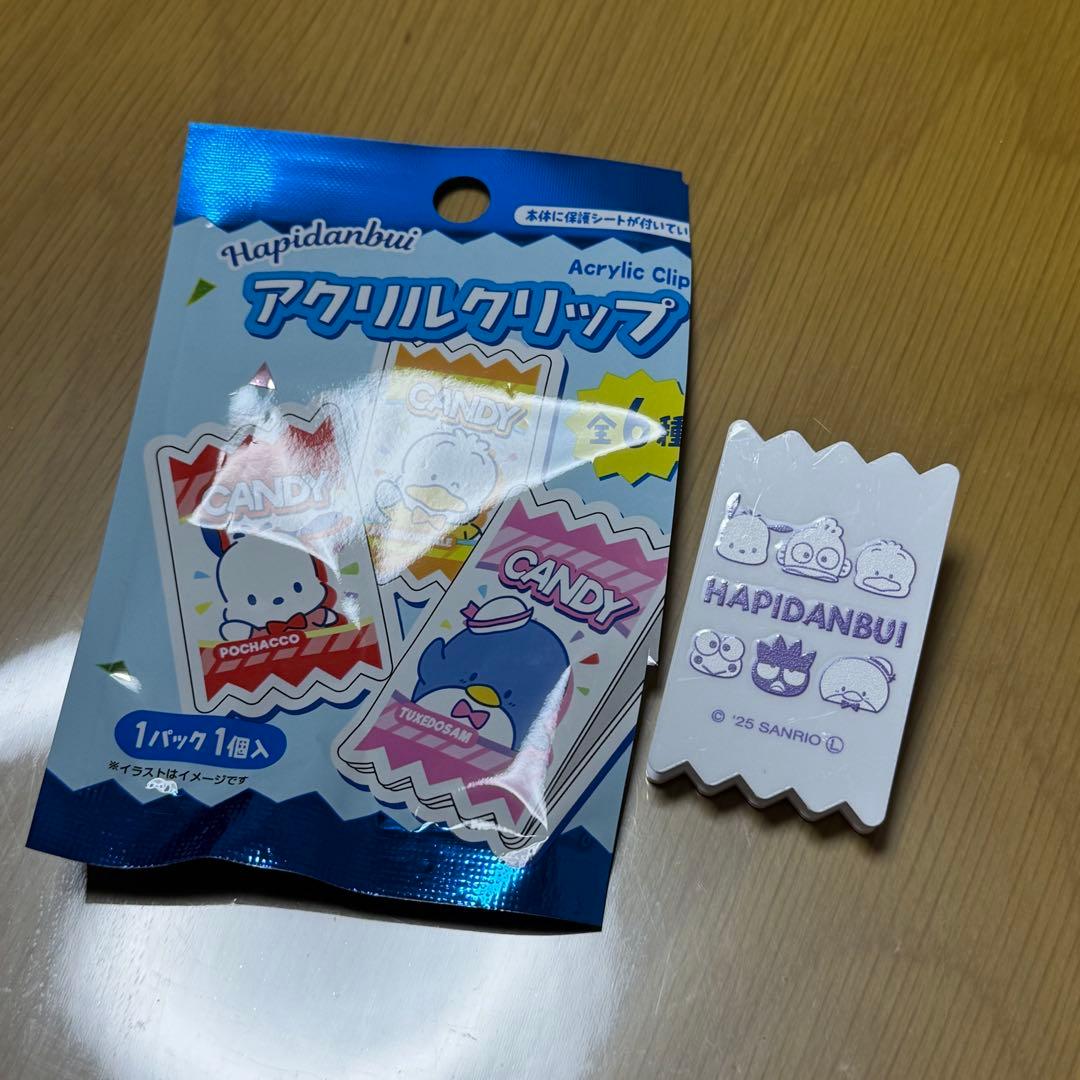 本体に保護シートが付いてい
Hapidanbui
Acrylic Clip
アクリルクリップ
全6種
CANDY
CANDY
POCHACCO
CANDY
TUXEDOSAM
1パック1個入
※イラストはイメージです
HAPIDANBUI
© '25 SANRIO Ⓛ